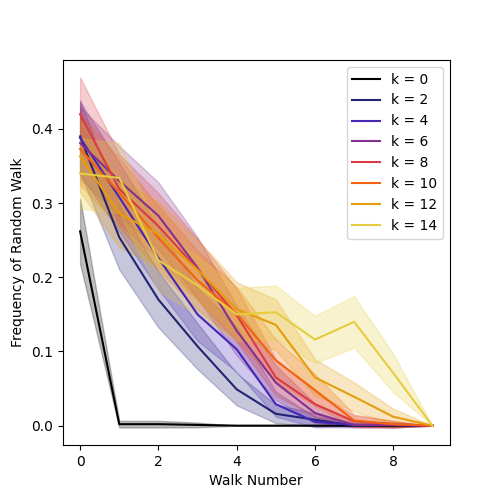 k = 0
k = 2
k = 4
k = 6
k = 8
k = 10
k = 12
k = 14
Frequency of Random Walk
0.4
0.3
0.2
0.1
0.0
0 2 4 6 8
Walk Number